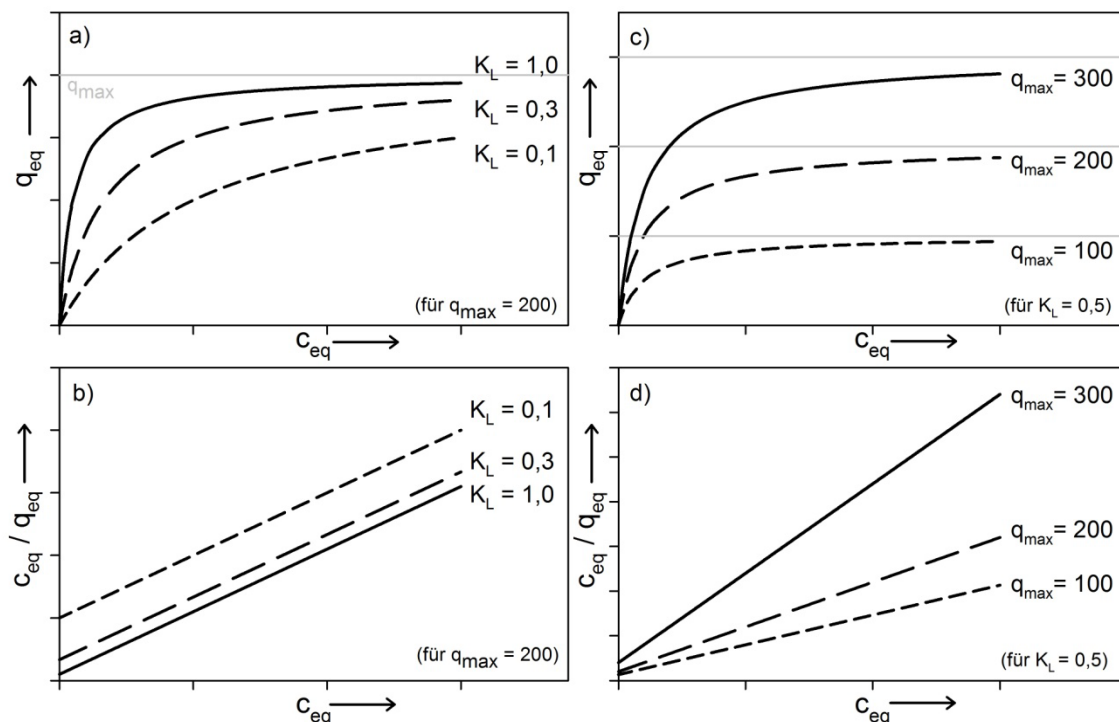 a)
q_max
K_L = 1,0
K_L = 0,3
K_L = 0,1
q_eq
(für q_max = 200)
c_eq
c)
q_max = 300
q_max = 200
q_max = 100
q_eq
(für K_L = 0,5)
c_eq
b)
K_L = 0,1
K_L = 0,3
K_L = 1,0
c_eq / q_eq
(für q_max = 200)
c_eq
d)
q_max = 300
q_max = 200
q_max = 100
c_eq / q_eq
(für K_L = 0,5)
c_eq